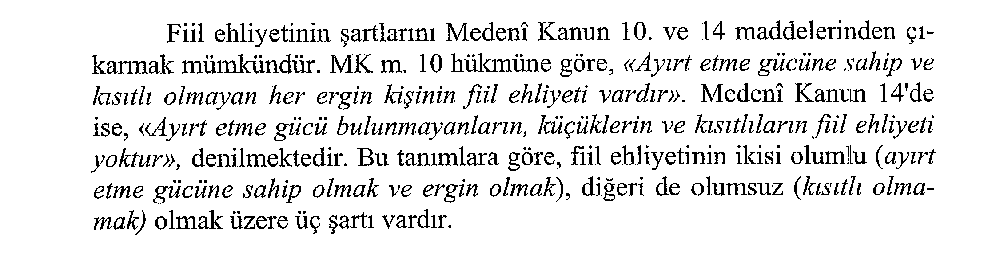 Fiil ehliyetinin şartlarını Medenî Kanun 10. ve 14 maddelerinden çı-
karmak mümkündür. MK m. 10 hükmüne göre, «Ayırt etme gücüne sahip ve
kısıtlı olmayan her ergin kişinin fiil ehliyeti vardır». Medenî Kanun 14'de
ise, «Ayırt etme gücü bulunmayanların, küçüklerin ve kısıtlıların fiil ehliyeti
yoktur», denilmektedir. Bu tanımlara göre, fiil ehliyetinin ikisi olumlu (ayırt
etme gücüne sahip olmak ve ergin olmak), diğeri de olumsuz (kısıtlı olma-
mak) olmak üzere üç şartı vardır.